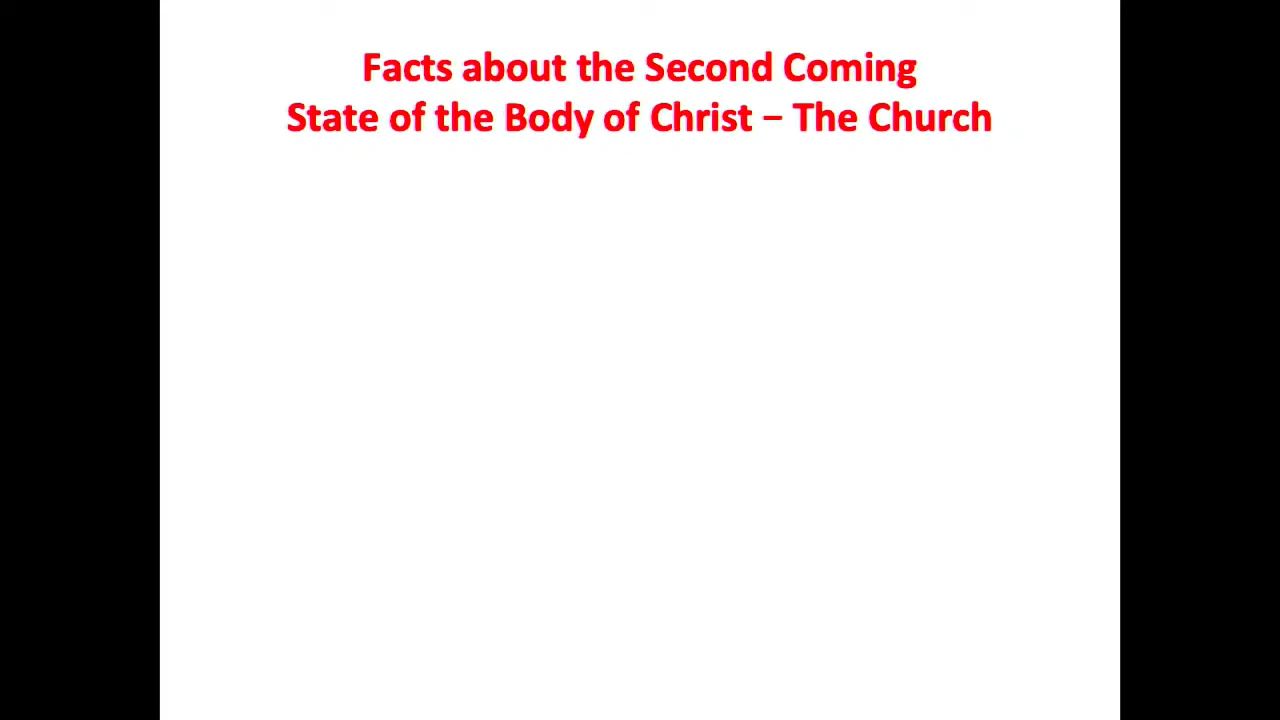 Facts about the Second Coming
State of the Body of Christ – The Church